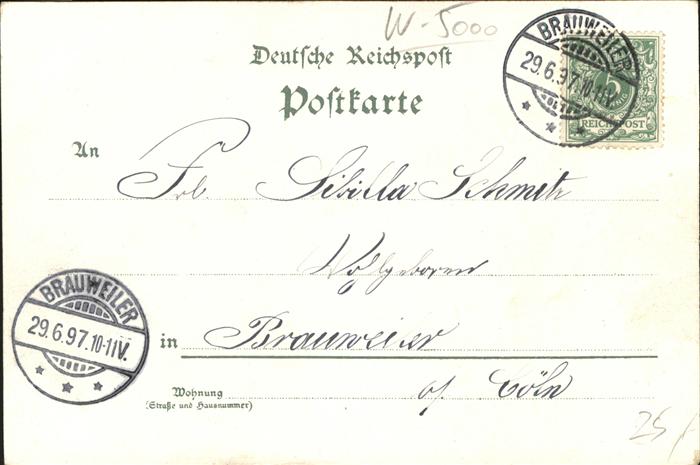 W-5000
Deutsche Reichspost
Postkarte
BRAUWEILER
29.6.97.10-11V.
5
REICHSPOST
An Frl. Sibilla Schmitz
Wohlgeboren
in Brauweiler
Wohnung
(Straße und Hausnummer)
b/ Cöln
BRAUWEILER
29.6.97.10-11V.
25